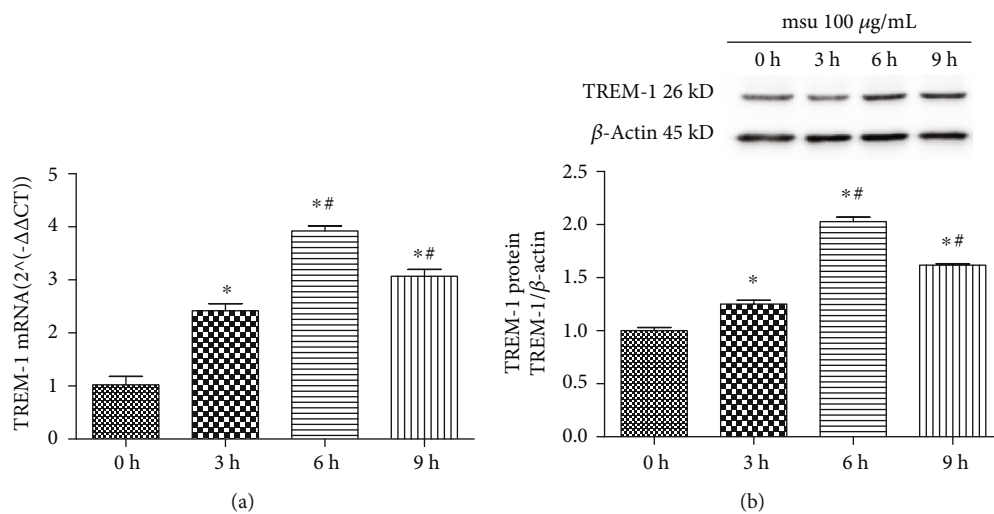 TREM-1 mRNA(2^(-ΔΔCT))
5
4
3
2
1
0
*
*#
*#
0 h 3 h 6 h 9 h
(a)
msu 100 μg/mL
0 h 3 h 6 h 9 h
TREM-1 26 kD
β-Actin 45 kD
TREM-1 protein
TREM-1/β-actin
2.5
2.0
1.5
1.0
0.5
0.0
*
*#
*#
0 h 3 h 6 h 9 h
(b)